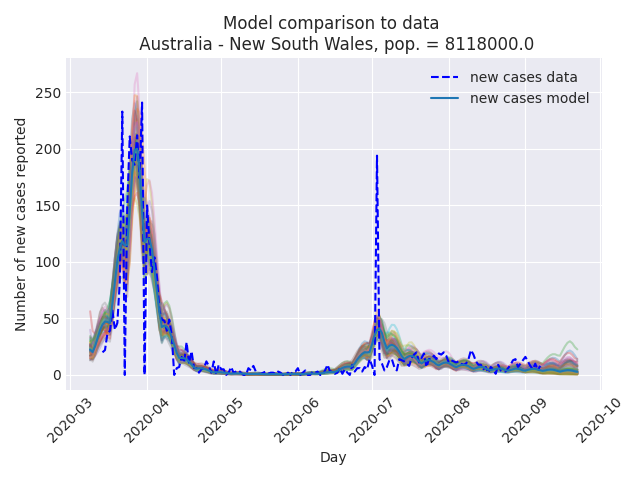 Model comparison to data
Australia - New South Wales, pop. = 8118000.0
new cases data
new cases model
Number of new cases reported
250
200
150
100
50
0
2020-03
2020-04
2020-05
2020-06
2020-07
2020-08
2020-09
2020-10
Day